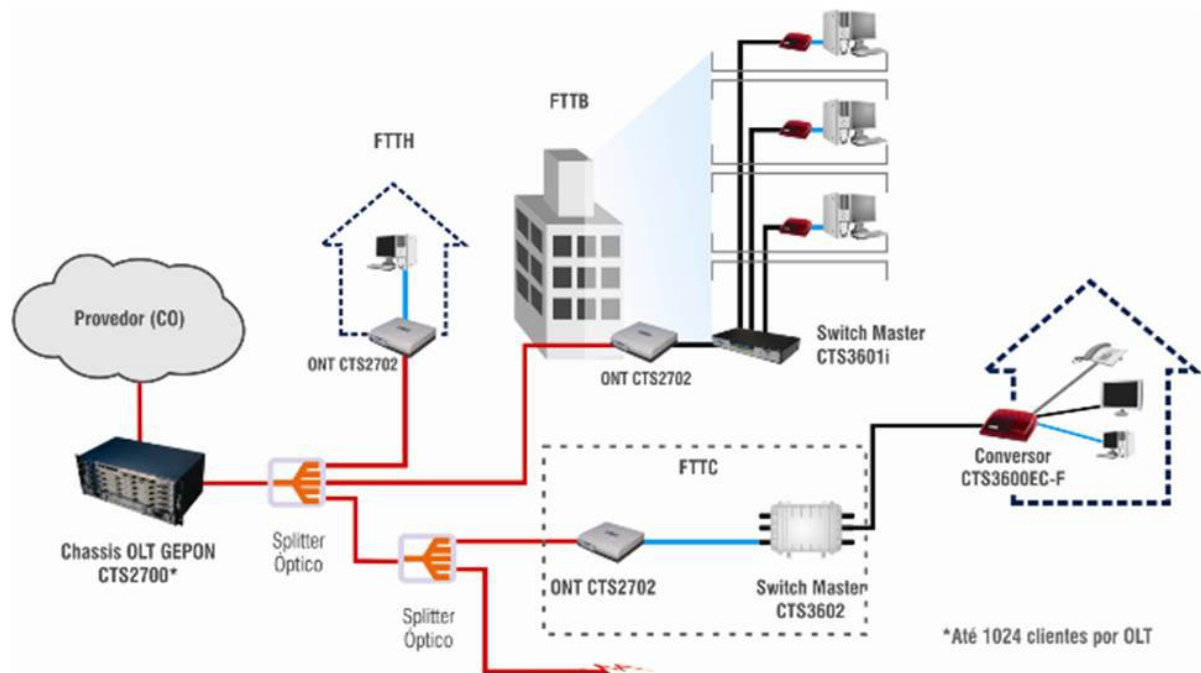 FTTB
FTTH
Provedor (CO)
ONT CTS2702
ONT CTS2702
Switch Master
CTS3601i
Chassis OLT GEPON
CTS2700*
Splitter
Óptico
Splitter
Óptico
FTTC
ONT CTS2702
Switch Master
CTS3602
Conversor
CTS3600EC-F
*Até 1024 clientes por OLT